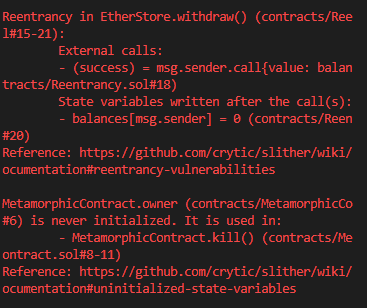 Reentrancy in EtherStore.withdraw() (contracts/Ree
l#15-21):
External calls:
- (success) = msg.sender.call{value: balan
tracts/Reentrancy.sol#18)
State variables written after the call(s):
- balances[msg.sender] = 0 (contracts/Reen
#20)
Reference: https://github.com/crytic/slither/wiki/
ocumentation#reentrancy-vulnerabilities
MetamorphicContract.owner (contracts/MetamorphicCo
#6) is never initialized. It is used in:
- MetamorphicContract.kill() (contracts/Me
ontract.sol#8-11)
Reference: https://github.com/crytic/slither/wiki/
ocumentation#uninitialized-state-variables